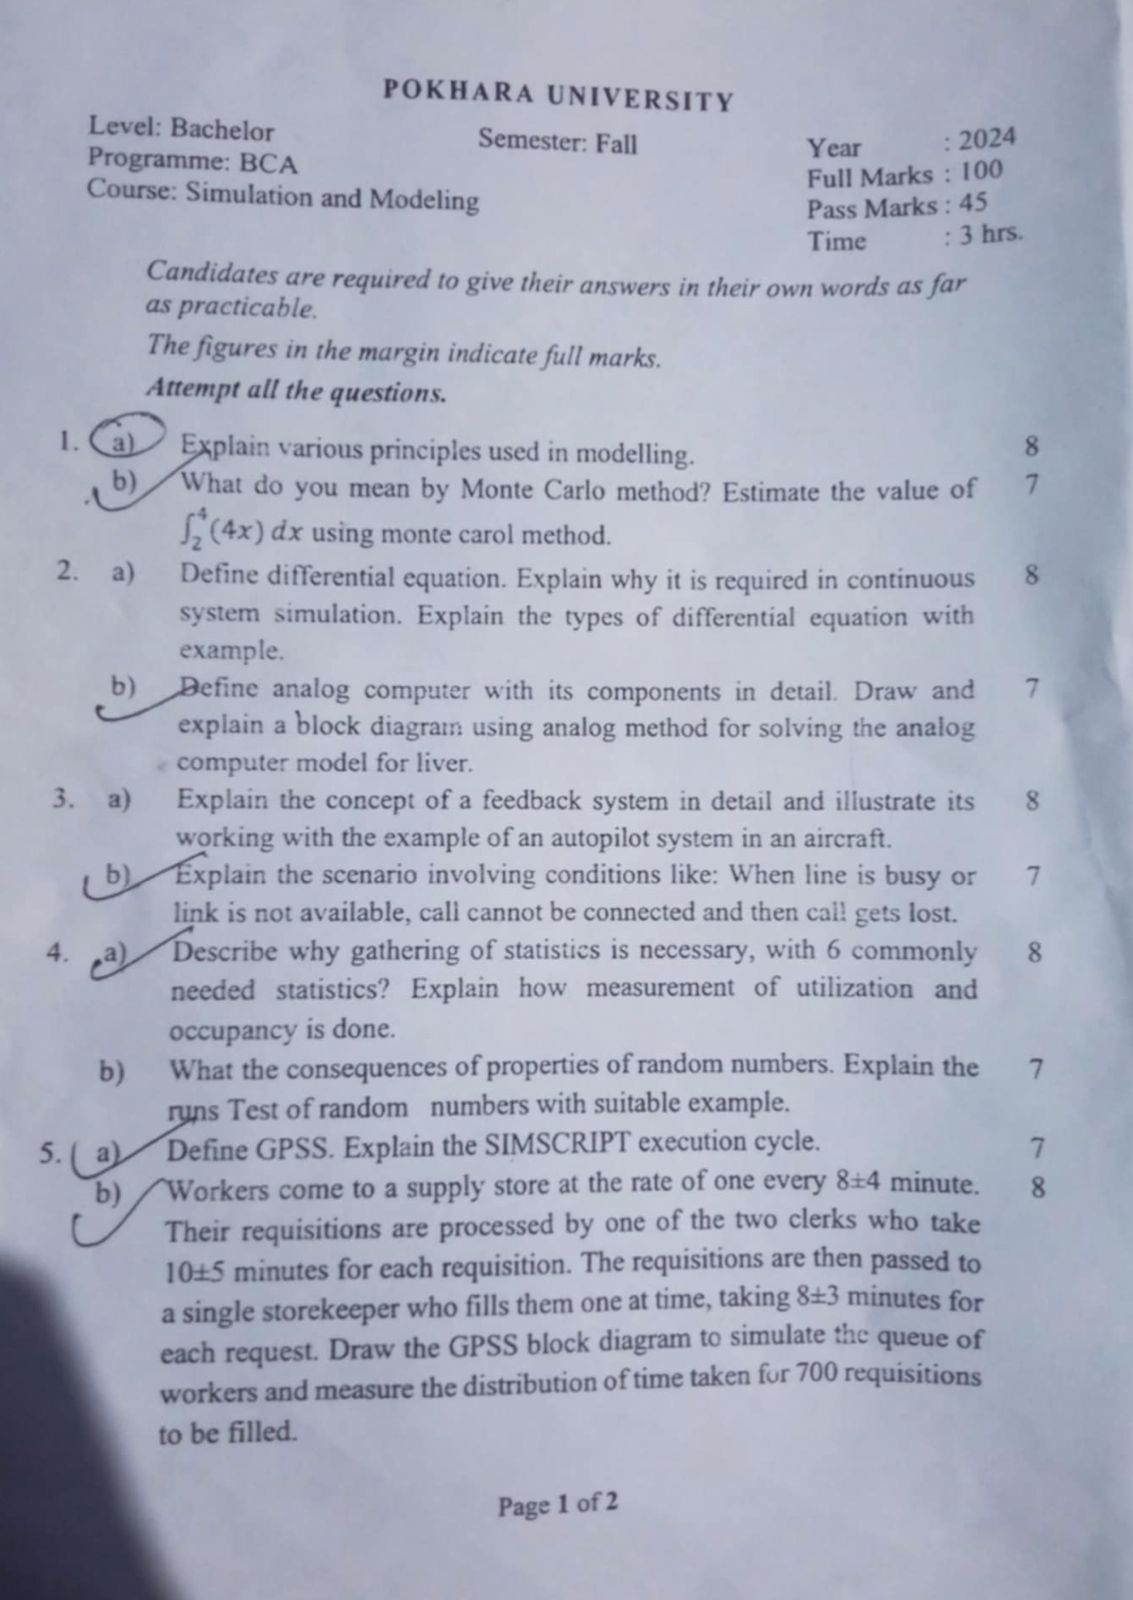 POKHARA UNIVERSITY
Level: Bachelor Semester: Fall Year : 2024
Programme: BCA Full Marks : 100
Course: Simulation and Modeling Pass Marks : 45
Time : 3 hrs.
Candidates are required to give their answers in their own words as far
as practicable.
The figures in the margin indicate full marks.
Attempt all the questions.
1. a) Explain various principles used in modelling. 8
b) What do you mean by Monte Carlo method? Estimate the value of 7
∫₂⁴(4x) dx using monte carol method.
2. a) Define differential equation. Explain why it is required in continuous 8
system simulation. Explain the types of differential equation with
example.
b) Define analog computer with its components in detail. Draw and 7
explain a block diagram using analog method for solving the analog
computer model for liver.
3. a) Explain the concept of a feedback system in detail and illustrate its 8
working with the example of an autopilot system in an aircraft.
b) Explain the scenario involving conditions like: When line is busy or 7
link is not available, call cannot be connected and then call gets lost.
4. a) Describe why gathering of statistics is necessary, with 6 commonly 8
needed statistics? Explain how measurement of utilization and
occupancy is done.
b) What the consequences of properties of random numbers. Explain the 7
runs Test of random numbers with suitable example.
5. a) Define GPSS. Explain the SIMSCRIPT execution cycle. 7
b) Workers come to a supply store at the rate of one every 8±4 minute. 8
Their requisitions are processed by one of the two clerks who take
10±5 minutes for each requisition. The requisitions are then passed to
a single storekeeper who fills them one at time, taking 8±3 minutes for
each request. Draw the GPSS block diagram to simulate the queue of
workers and measure the distribution of time taken for 700 requisitions
to be filled.
Page 1 of 2